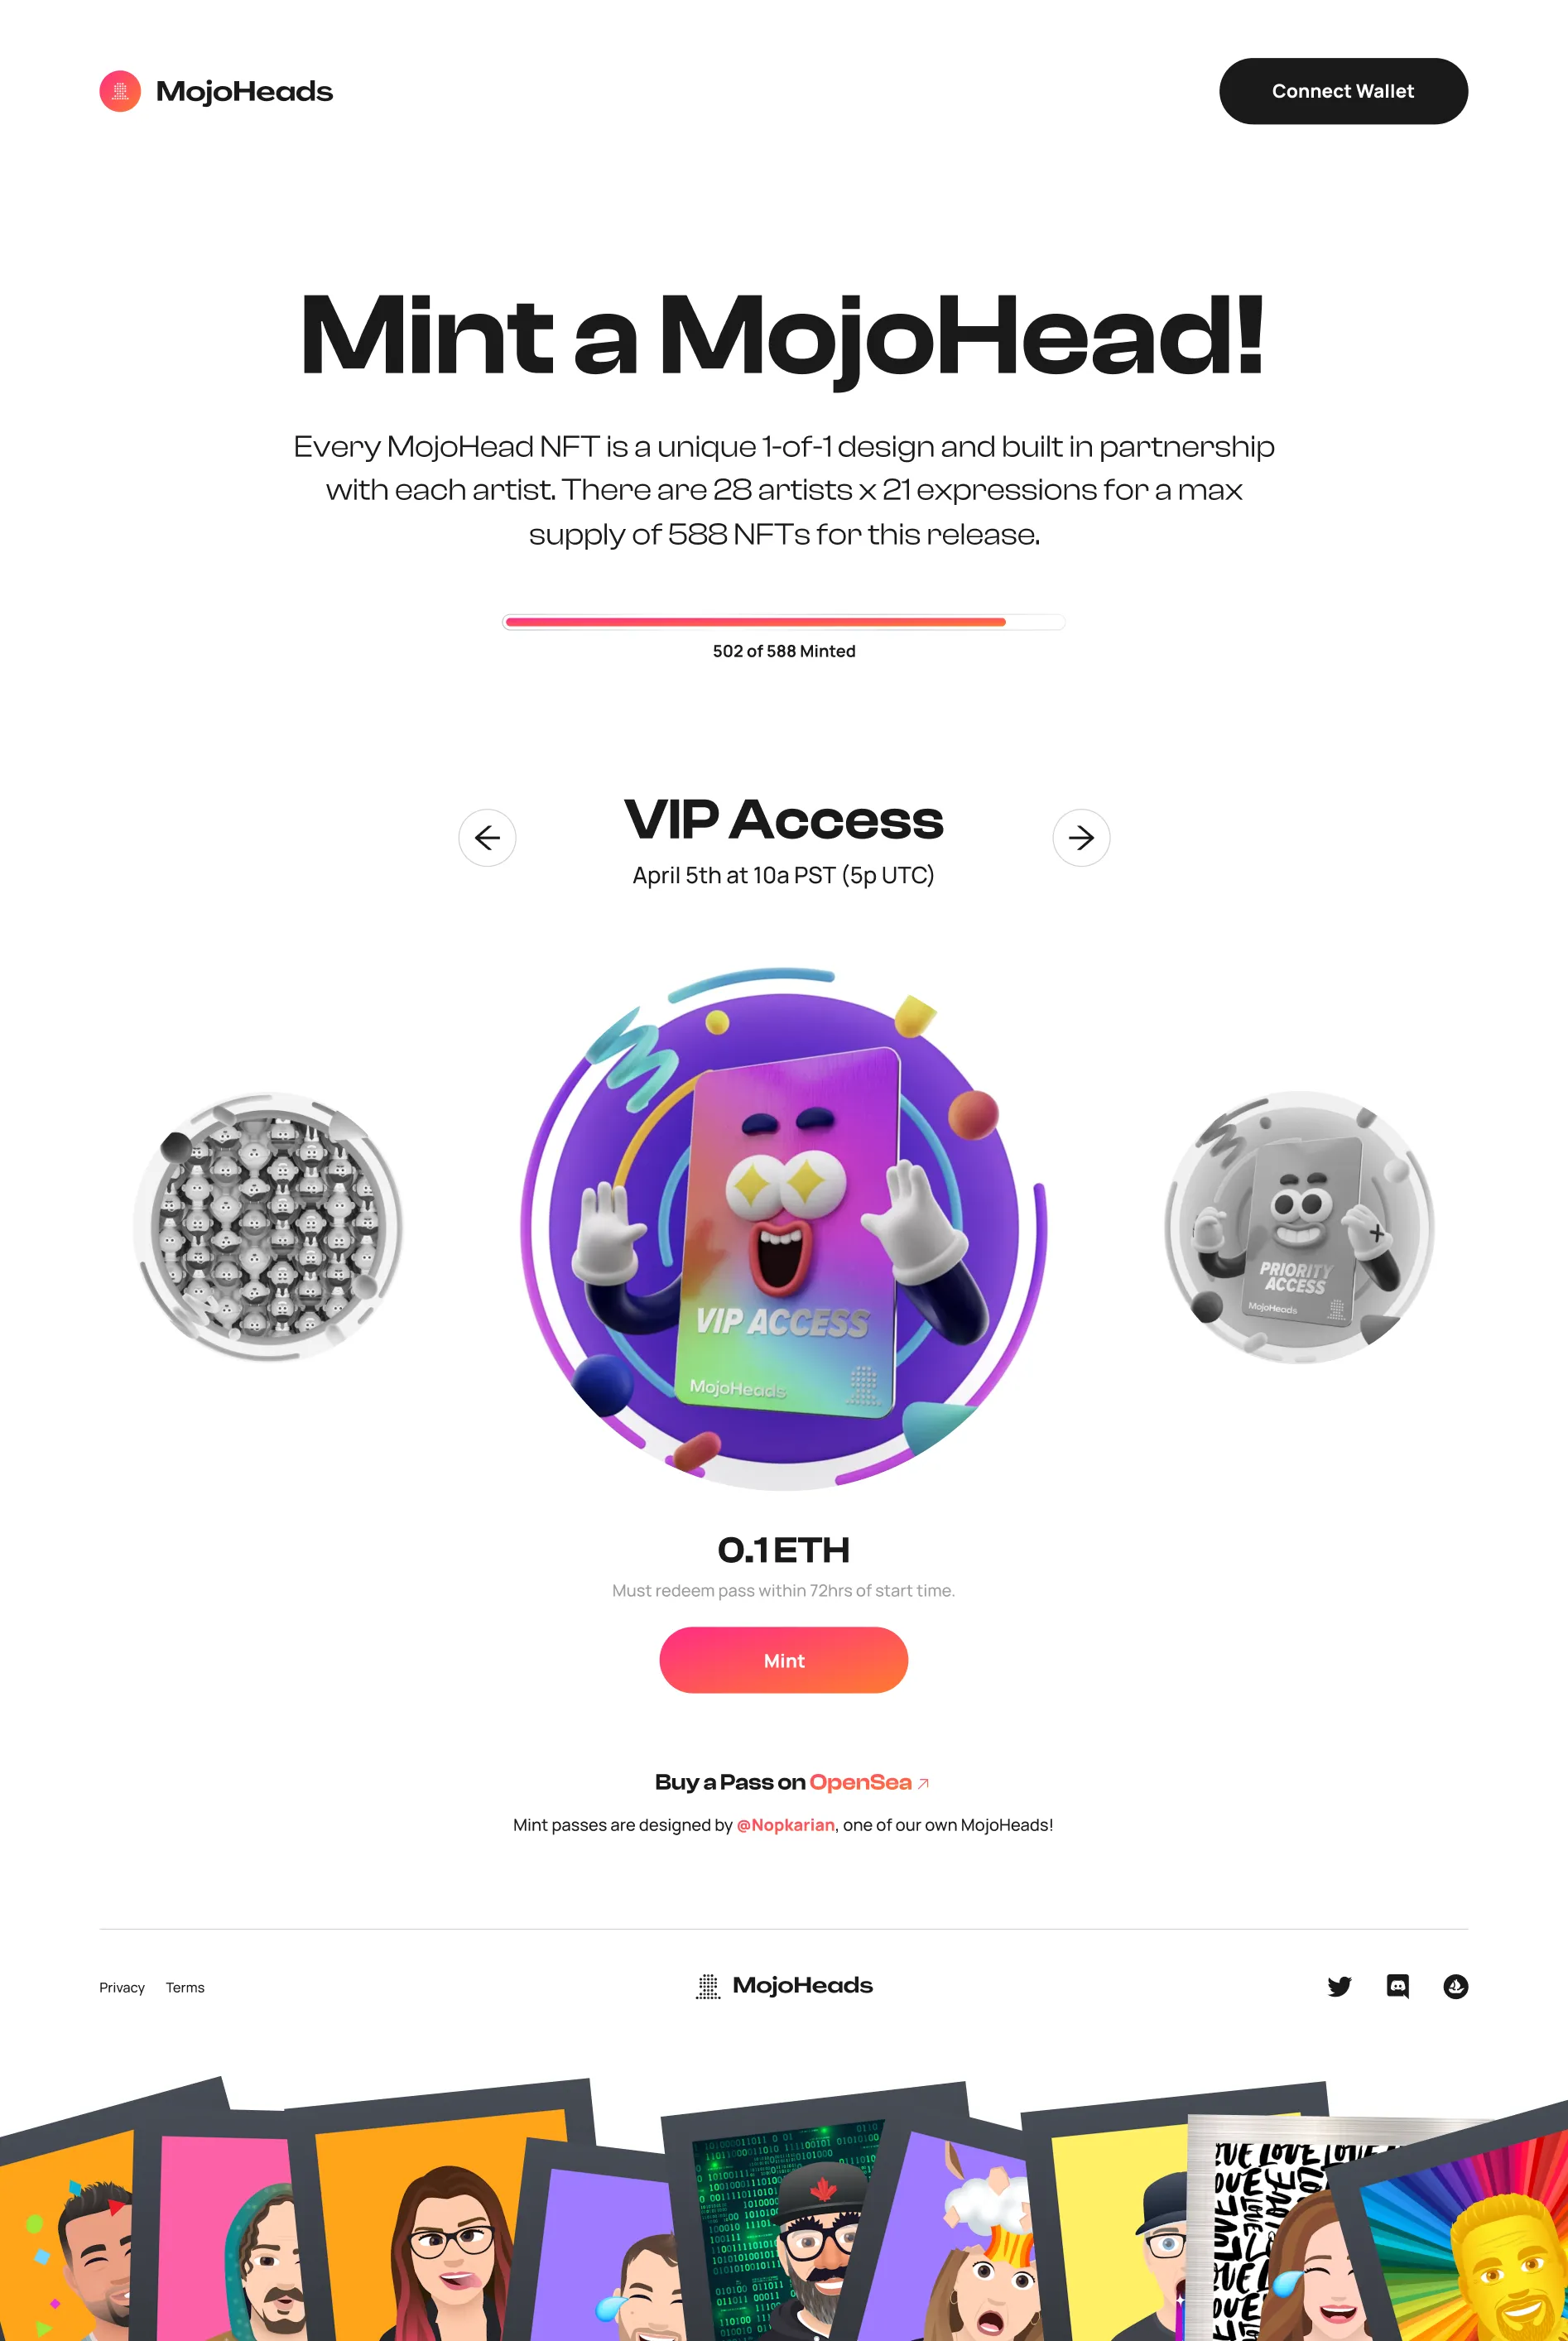 MojoHeads
Connect Wallet
Mint a MojoHead!
Every MojoHead NFT is a unique 1-of-1 design and built in partnership
with each artist. There are 28 artists x 21 expressions for a max
supply of 588 NFTs for this release.
502 of 588 Minted
VIP Access
April 5th at 10a PST (5p UTC)
VIP ACCESS
MojoHeads
PRIORITY
ACCESS
MojoHeads
0.1 ETH
Must redeem pass within 72hrs of start time.
Mint
Buy a Pass on OpenSea ↗
Mint passes are designed by @Nopkarian, one of our own MojoHeads!
Privacy
Terms
MojoHeads
LOVE LOVE